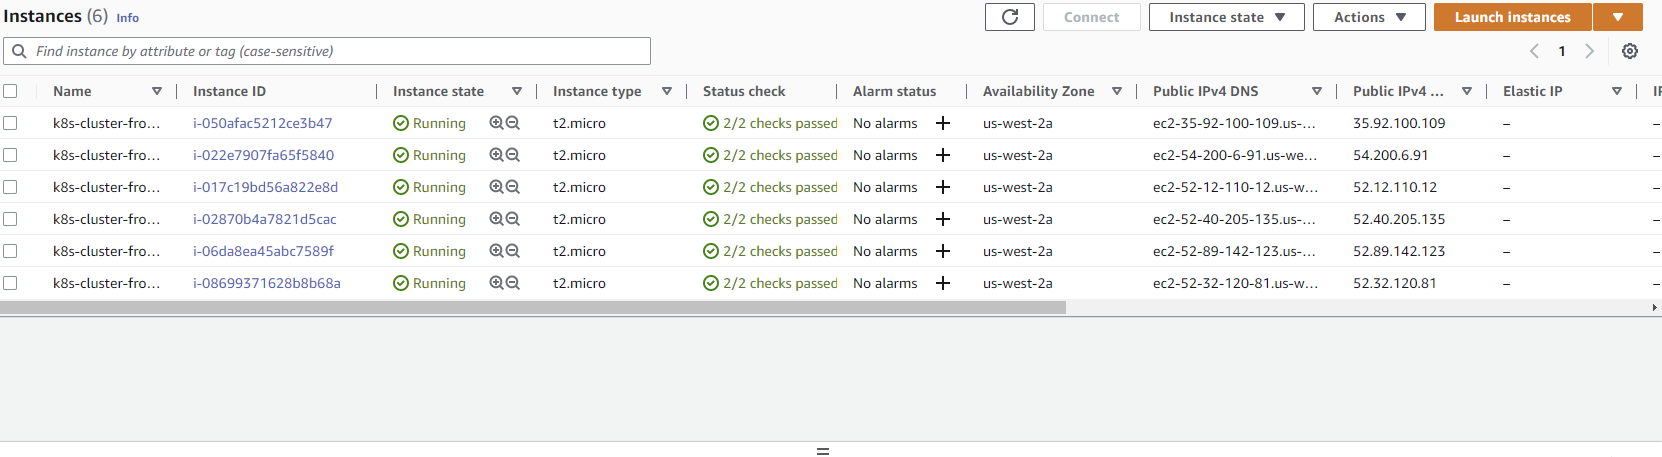 Instances (6) Info Connect Instance state Actions Launch instances
Find instance by attribute or tag (case-sensitive) 1
Name Instance ID Instance state Instance type Status check Alarm status Availability Zone Public IPv4 DNS Public IPv4 ... Elastic IP IP
k8s-cluster-fro... i-050afac5212ce3b47 Running t2.micro 2/2 checks passed No alarms + us-west-2a ec2-35-92-100-109.us-... 35.92.100.109 – –
k8s-cluster-fro... i-022e7907fa65f5840 Running t2.micro 2/2 checks passed No alarms + us-west-2a ec2-54-200-6-91.us-we... 54.200.6.91 – –
k8s-cluster-fro... i-017c19bd56a822e8d Running t2.micro 2/2 checks passed No alarms + us-west-2a ec2-52-12-110-12.us-w... 52.12.110.12 – –
k8s-cluster-fro... i-02870b4a7821d5cac Running t2.micro 2/2 checks passed No alarms + us-west-2a ec2-52-40-205-135.us-... 52.40.205.135 – –
k8s-cluster-fro... i-06da8ea45abc7589f Running t2.micro 2/2 checks passed No alarms + us-west-2a ec2-52-89-142-123.us-... 52.89.142.123 – –
k8s-cluster-fro... i-08699371628b8b68a Running t2.micro 2/2 checks passed No alarms + us-west-2a ec2-52-32-120-81.us-w... 52.32.120.81 – –